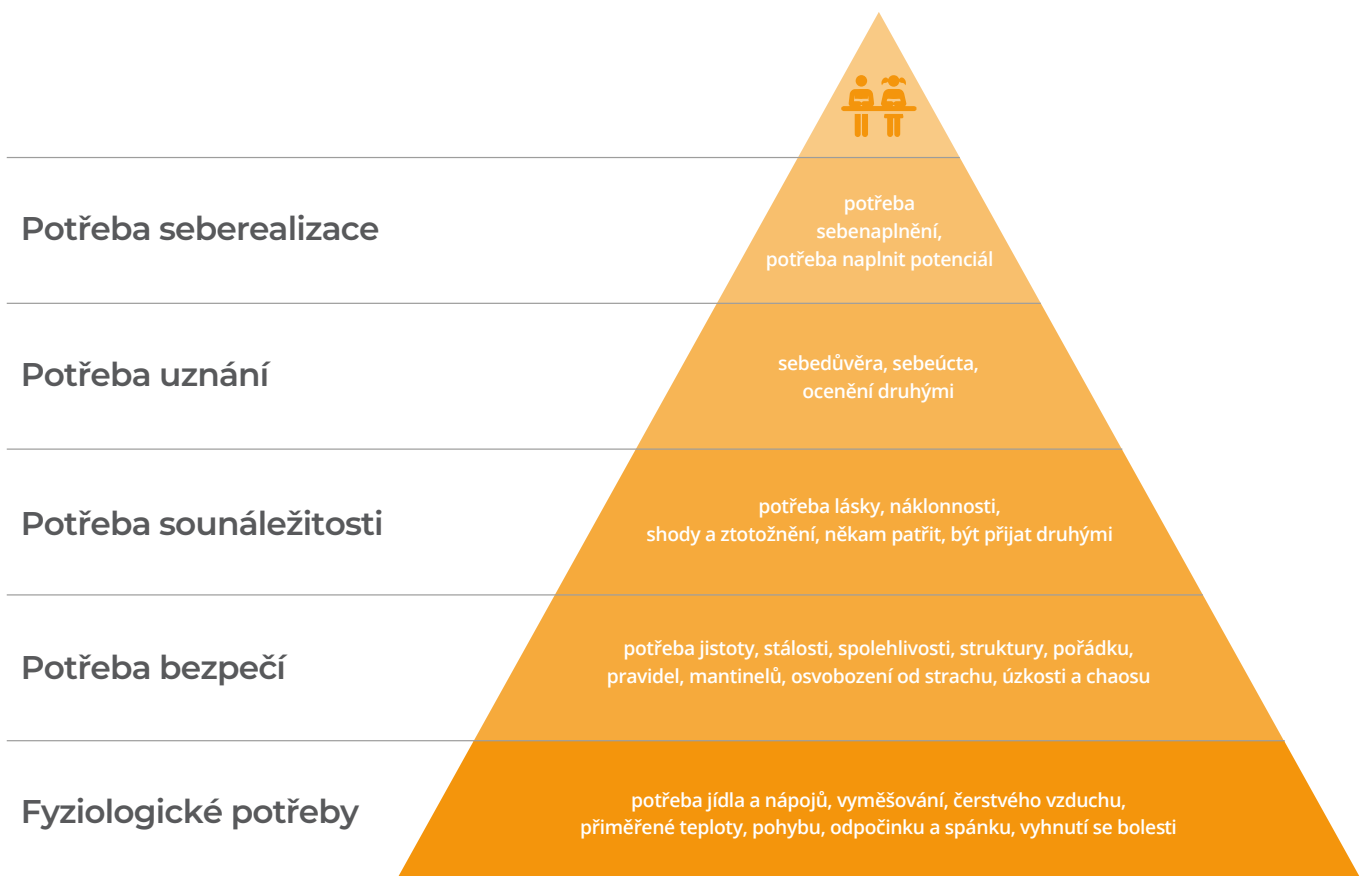 Potřeba seberealizace
potřeba
sebenaplnění,
potřeba naplnit potenciál
Potřeba uznání
sebedůvěra, sebeúcta,
ocenění druhými
Potřeba sounáležitosti
potřeba lásky, náklonnosti,
shody a ztotožnění, někam patřit, být přijat druhými
Potřeba bezpečí
potřeba jistoty, stálosti, spolehlivosti, struktury, pořádku,
pravidel, mantinelů, osvobození od strachu, úzkosti a chaosu
Fyziologické potřeby
potřeba jídla a nápojů, vyměšování, čerstvého vzduchu,
přiměřené teploty, pohybu, odpočinku a spánku, vyhnutí se bolesti